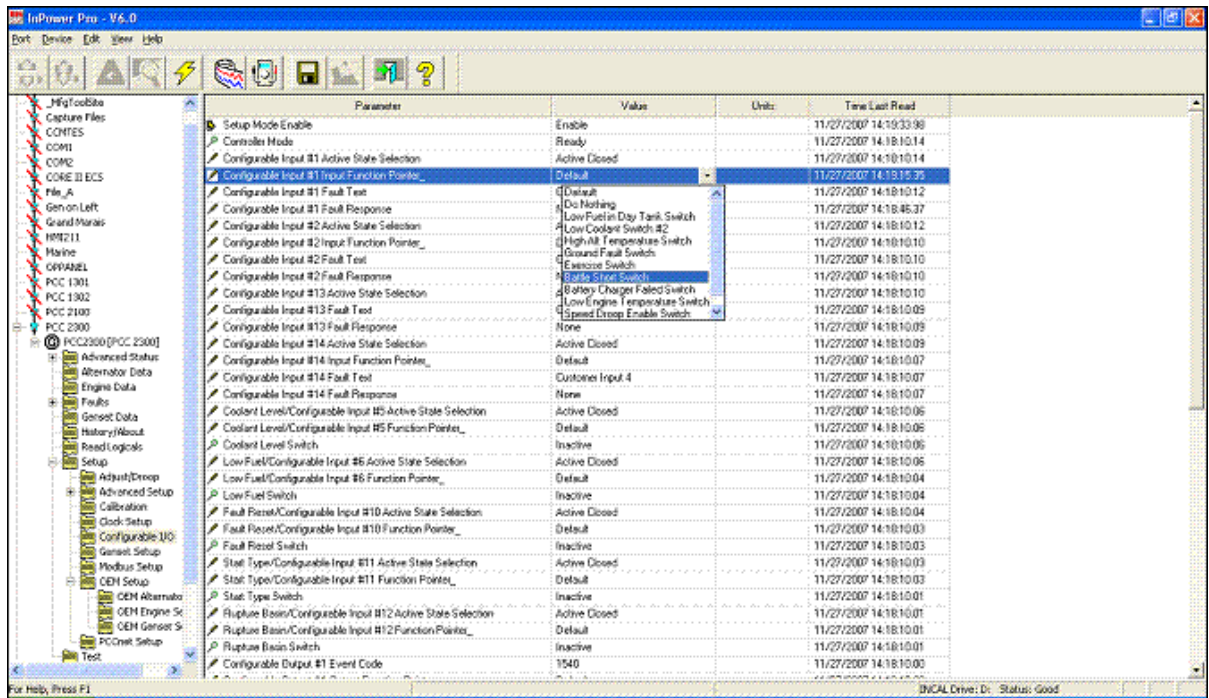 InPower Pro - V6.0
Port Device Edit View Help
_MfgToolSite
Capture Files
CCMTES
COM1
COM2
CORE II ECS
File_A
Gen on Left
Grand Marais
HMI211
Marine
OPPANEL
PCC 1301
PCC 1302
PCC 2100
PCC 2300
PCC2300 [PCC 2300]
Advanced Status
Alternator Data
Engine Data
Faults
Genset Data
History/About
Read Logicals
Setup
Adjust/Droop
Advanced Setup
Calibration
Clock Setup
Configurable I/O
Genset Setup
Modbus Setup
OEM Setup
OEM Alternato
OEM Engine Se
OEM Genset S
PCCnet Setup
Test
Parameter Value Units Time Last Read
Setup Mode Enable Enable 11/27/2007 14:19:33.98
Controller Mode Ready 11/27/2007 14:18:10.14
Configurable Input #1 Active State Selection Active Closed 11/27/2007 14:18:10.14
Configurable Input #1 Input Function Pointer_ Default 11/27/2007 14:19:15.35
Configurable Input #1 Fault Text 11/27/2007 14:18:10.12
Configurable Input #1 Fault Response 11/27/2007 14:18:46.37
Configurable Input #2 Active State Selection 11/27/2007 14:18:10.12
Configurable Input #2 Input Function Pointer_ 11/27/2007 14:18:10.10
Configurable Input #2 Fault Text 11/27/2007 14:18:10.10
Configurable Input #2 Fault Response 11/27/2007 14:18:10.10
Configurable Input #13 Active State Selection 11/27/2007 14:18:10.10
Configurable Input #13 Fault Text 11/27/2007 14:18:10.09
Default
Do Nothing
Low Fuel in Day Tank Switch
Low Coolant Switch #2
High Alt Temperature Switch
Ground Fault Switch
Exercise Switch
Battle Short Switch
Battery Charger Failed Switch
Low Engine Temperature Switch
Speed Droop Enable Switch
Configurable Input #13 Fault Response None 11/27/2007 14:18:10.09
Configurable Input #14 Active State Selection Active Closed 11/27/2007 14:18:10.09
Configurable Input #14 Input Function Pointer_ Default 11/27/2007 14:18:10.07
Configurable Input #14 Fault Text Customer Input 4 11/27/2007 14:18:10.07
Configurable Input #14 Fault Response None 11/27/2007 14:18:10.07
Coolant Level/Configurable Input #5 Active State Selection Active Closed 11/27/2007 14:18:10.06
Coolant Level/Configurable Input #5 Function Pointer_ Default 11/27/2007 14:18:10.06
Coolant Level Switch Inactive 11/27/2007 14:18:10.06
Low Fuel/Configurable Input #6 Active State Selection Active Closed 11/27/2007 14:18:10.06
Low Fuel/Configurable Input #6 Function Pointer_ Default 11/27/2007 14:18:10.04
Low Fuel Switch Inactive 11/27/2007 14:18:10.04
Fault Reset/Configurable Input #10 Active State Selection Active Closed 11/27/2007 14:18:10.04
Fault Reset/Configurable Input #10 Function Pointer_ Default 11/27/2007 14:18:10.03
Fault Reset Switch Inactive 11/27/2007 14:18:10.03
Start Type/Configurable Input #11 Active State Selection Active Closed 11/27/2007 14:18:10.03
Start Type/Configurable Input #11 Function Pointer_ Default 11/27/2007 14:18:10.03
Start Type Switch Inactive 11/27/2007 14:18:10.01
Rupture Basin/Configurable Input #12 Active State Selection Active Closed 11/27/2007 14:18:10.01
Rupture Basin/Configurable Input #12 Function Pointer_ Default 11/27/2007 14:18:10.01
Rupture Basin Switch Inactive 11/27/2007 14:18:10.01
Configurable Output #1 Event Code 1540 11/27/2007 14:18:10.00
For Help, Press F1
INCAL Drive: D: Status: Good